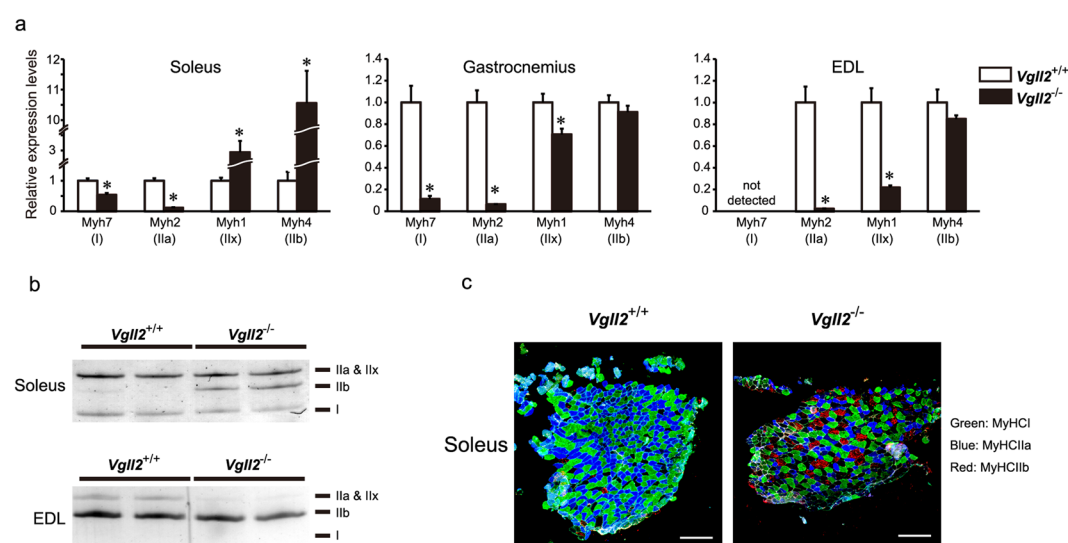 a
Relative expression levels
Soleus
12
11
10
3
2
1
0
Myh7 Myh2 Myh1 Myh4
(I) (IIa) (IIx) (IIb)
* * * *
Gastrocnemius
1.4
1.2
1.0
0.8
0.6
0.4
0.2
0
Myh7 Myh2 Myh1 Myh4
(I) (IIa) (IIx) (IIb)
* * *
EDL
1.4
1.2
1.0
0.8
0.6
0.4
0.2
0
not
detected
Myh7 Myh2 Myh1 Myh4
(I) (IIa) (IIx) (IIb)
* *
Vgll2+/+
Vgll2-/-
b
Vgll2+/+ Vgll2-/-
Soleus
IIa & IIx
IIb
I
Vgll2+/+ Vgll2-/-
EDL
IIa & IIx
IIb
I
c
Vgll2+/+ Vgll2-/-
Soleus
Green: MyHCI
Blue: MyHCIIa
Red: MyHCIIb